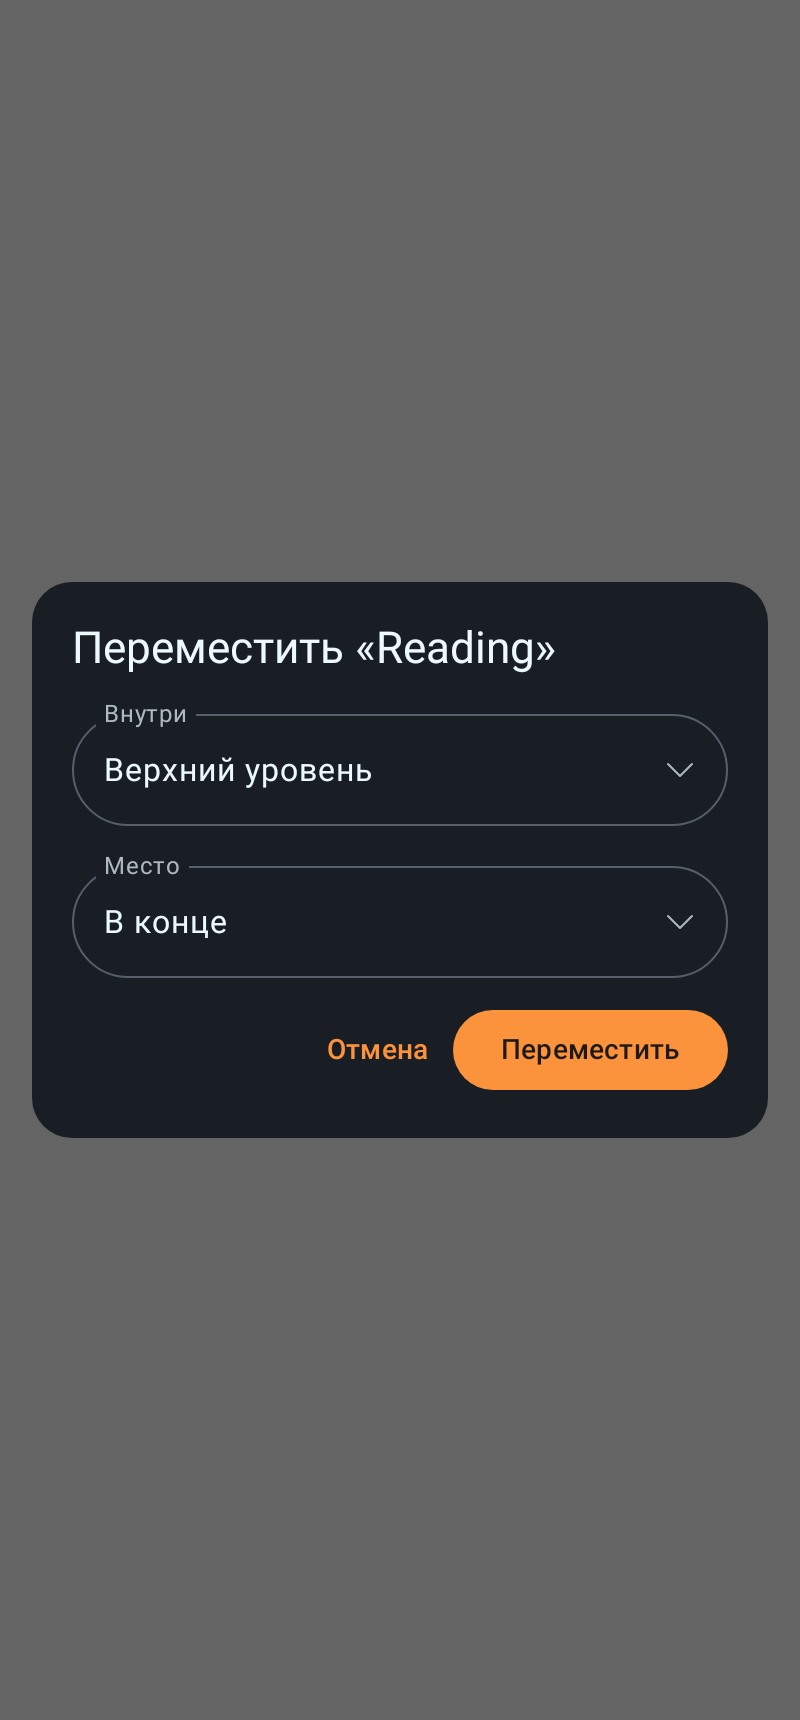 Переместить «Reading»
Внутри
Верхний уровень
Место
В конце
Отмена
Переместить